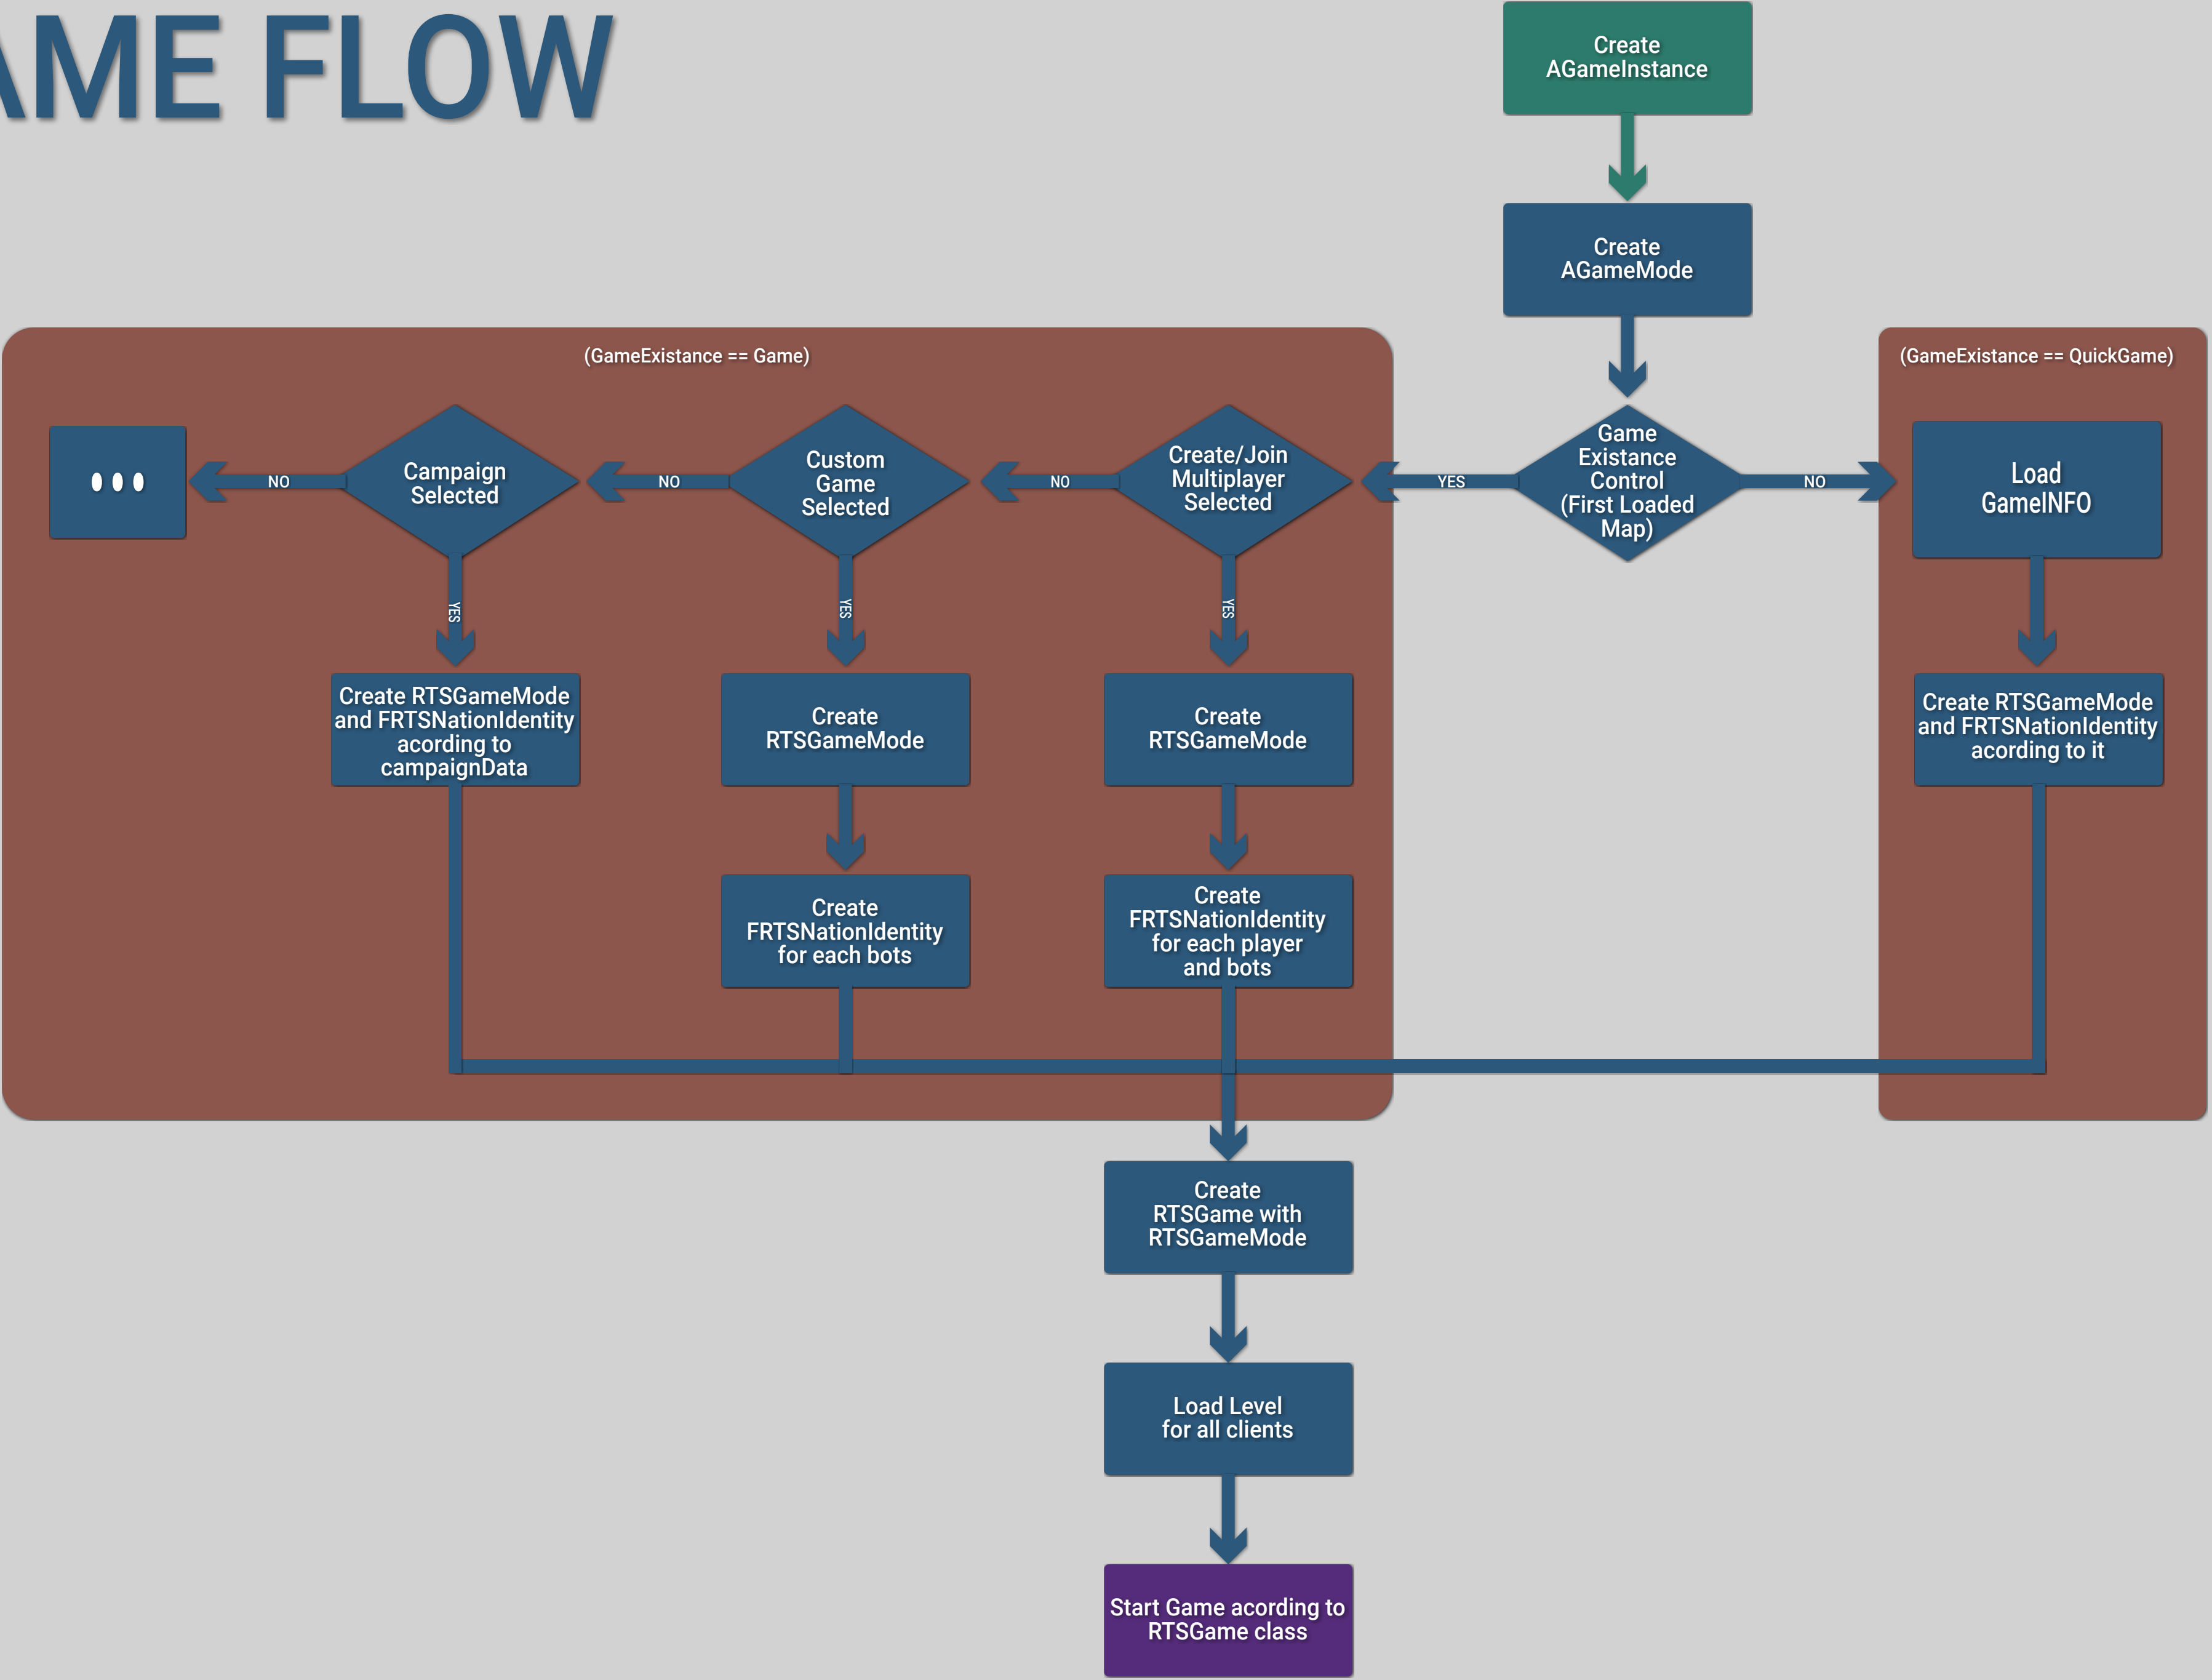 AME FLOW
Create
AGameInstance
Create
AGameMode
(GameExistance == Game)
(GameExistance == QuickGame)
Game
Existance
Control
(First Loaded
Map)
YES
NO
Create/Join
Multiplayer
Selected
NO
Custom
Game
Selected
NO
Campaign
Selected
NO
...
Load
GameINFO
YES
YES
YES
Create RTSGameMode
and FRTSNationIdentity
acording to
campaignData
Create
RTSGameMode
Create
RTSGameMode
Create RTSGameMode
and FRTSNationIdentity
acording to it
Create
FRTSNationIdentity
for each bots
Create
FRTSNationIdentity
for each player
and bots
Create
RTSGame with
RTSGameMode
Load Level
for all clients
Start Game acording to
RTSGame class